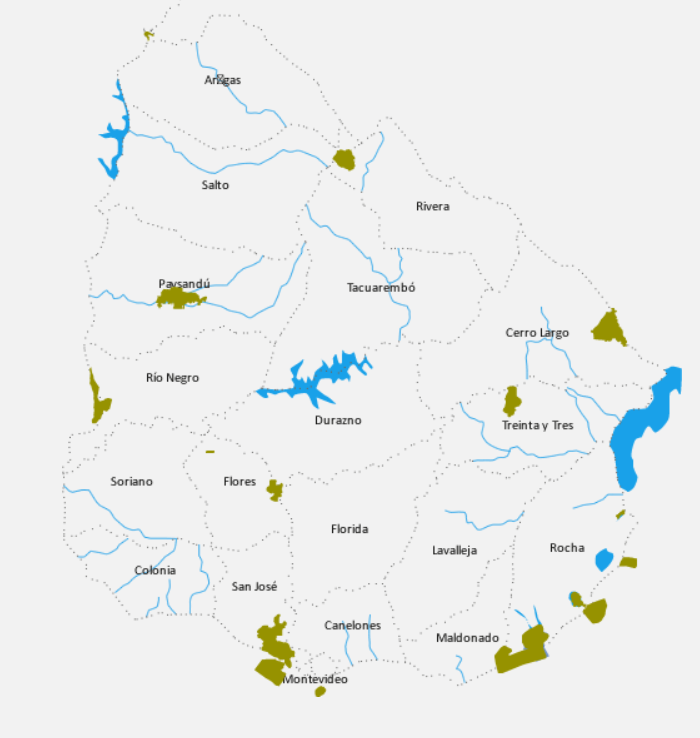 Artigas
Salto
Rivera
Paysandú
Tacuarembó
Cerro Largo
Río Negro
Durazno
Treinta y Tres
Soriano
Flores
Florida
Rocha
Lavalleja
Colonia
San José
Canelones
Maldonado
Montevideo